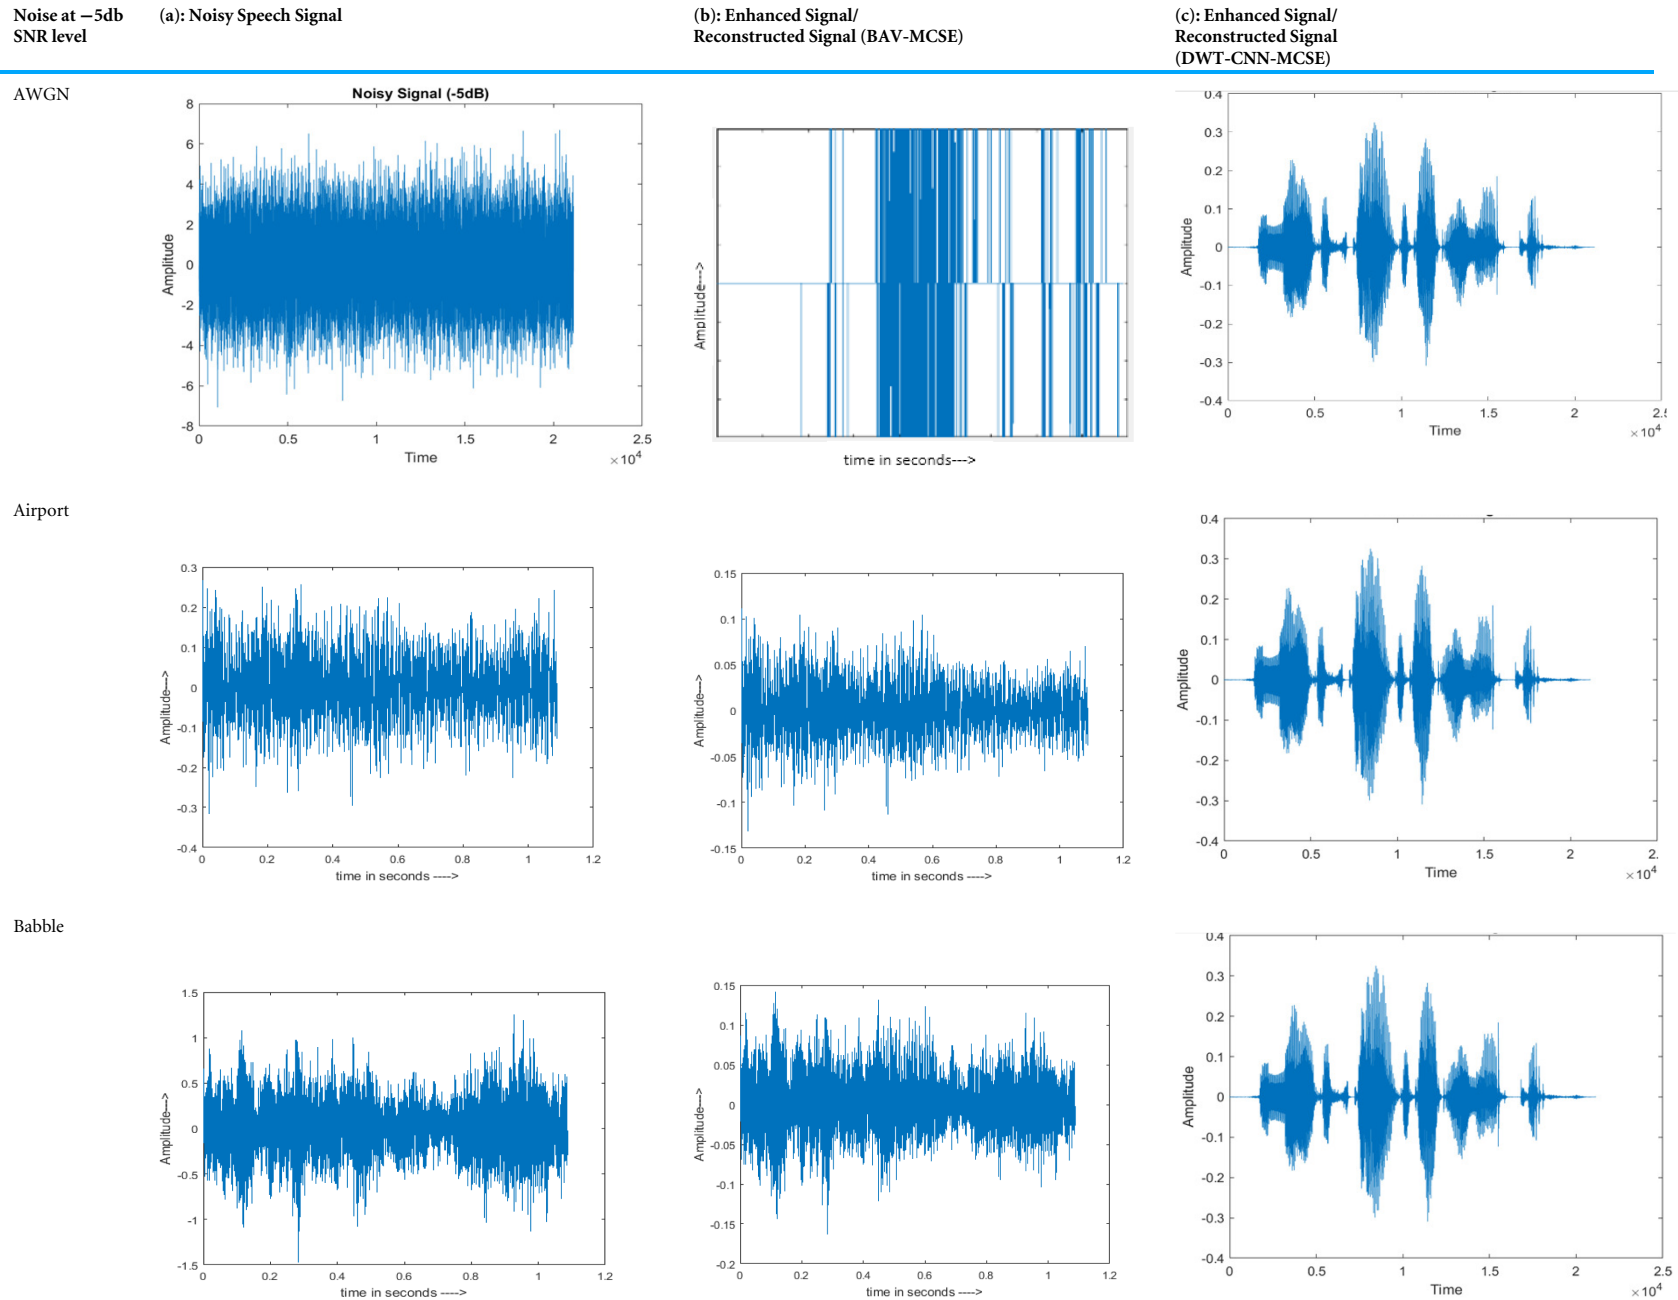 Noise at −5db
SNR level
(a): Noisy Speech Signal
(b): Enhanced Signal/
Reconstructed Signal (BAV-MCSE)
(c): Enhanced Signal/
Reconstructed Signal
(DWT-CNN-MCSE)
AWGN
Noisy Signal (-5dB)
8
6
4
2
0
-2
-4
-6
-8
Amplitude
0 0.5 1 1.5 2 2.5
Time
×10⁴
Amplitude--->
time in seconds--->
0.4
0.3
0.2
0.1
0
-0.1
-0.2
-0.3
-0.4
Amplitude
0 0.5 1 1.5 2 2.5
Time
×10⁴
Airport
0.3
0.2
0.1
0
-0.1
-0.2
-0.3
-0.4
Amplitude--->
0 0.2 0.4 0.6 0.8 1 1.2
time in seconds ---->
0.15
0.1
0.05
0
-0.05
-0.1
-0.15
Amplitude--->
0 0.2 0.4 0.6 0.8 1 1.2
time in seconds ---->
0.4
0.3
0.2
0.1
0
-0.1
-0.2
-0.3
-0.4
Amplitude
0 0.5 1 1.5 2 2.
Time
×10⁴
Babble
1.5
1
0.5
0
-0.5
-1
-1.5
Amplitude--->
0 0.2 0.4 0.6 0.8 1 1.2
time in seconds ---->
0.15
0.1
0.05
0
-0.05
-0.1
-0.15
-0.2
Amplitude--->
0 0.2 0.4 0.6 0.8 1 1.2
time in seconds ---->
0.4
0.3
0.2
0.1
0
-0.1
-0.2
-0.3
-0.4
Amplitude
0 0.5 1 1.5 2 2.5
Time
×10⁴